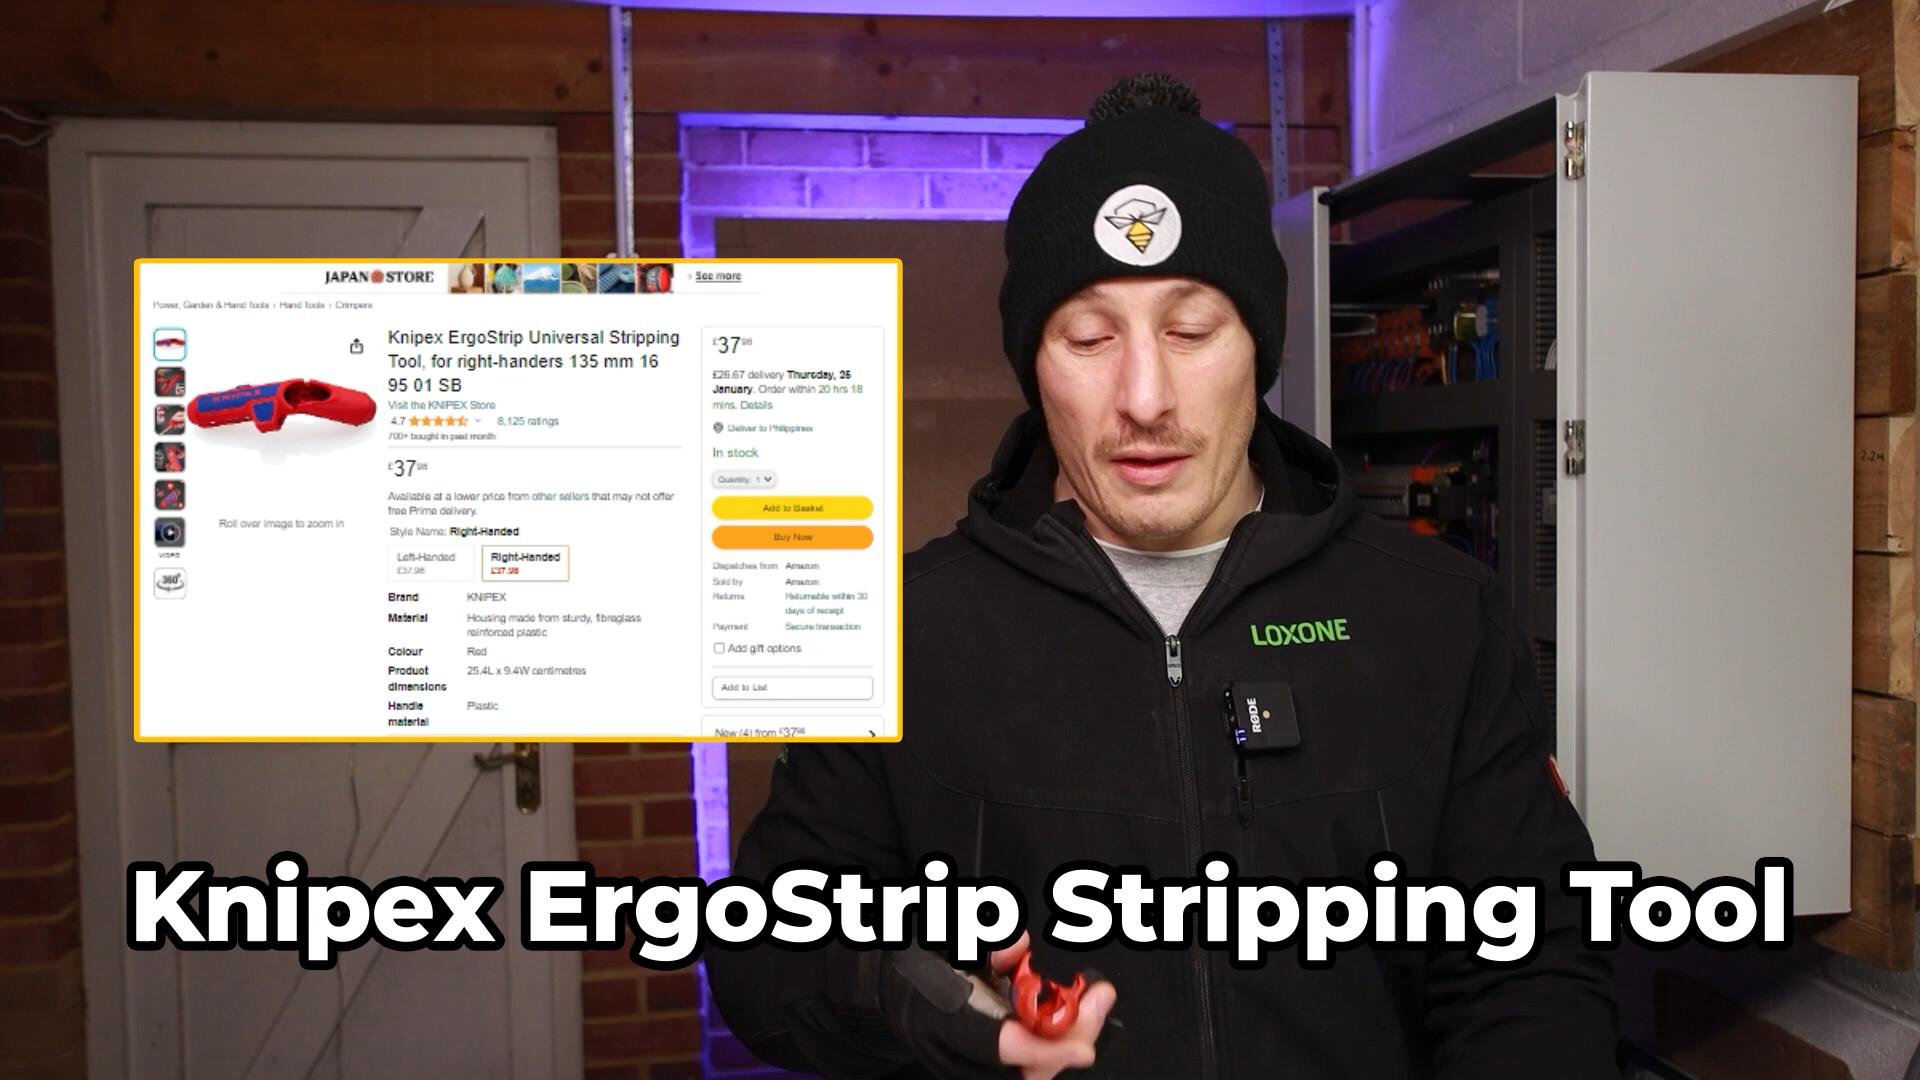 JAPAN STORE
› See more
Power, Garden & Hand Tools › Hand Tools › Crimpers
Knipex ErgoStrip Universal Stripping
Tool, for right-handers 135 mm 16
95 01 SB
Visit the KNIPEX Store
4.7
8,125 ratings
700+ bought in past month
£37.98
Available at a lower price from other sellers that may not offer
free Prime delivery.
Style Name: Right-Handed
Left-Handed
£37.98
Right-Handed
£37.98
Brand KNIPEX
Material Housing made from sturdy, fibreglass
reinforced plastic
Colour Red
Product
dimensions
25.4L x 9.4W centimetres
Handle
material
Plastic
Roll over image to zoom in
VIDEO
360°
£37.98
£26.67 delivery Thursday, 25
January. Order within 20 hrs 18
mins. Details
Deliver to Philippines
In stock
Quantity: 1
Add to Basket
Buy Now
Dispatches from Amazon
Sold by Amazon
Returns Returnable within 30
days of receipt
Payment Secure transaction
Add gift options
Add to List
New (4) from £37.98
LOXONE
RØDE
2.2M
Knipex ErgoStrip Stripping Tool